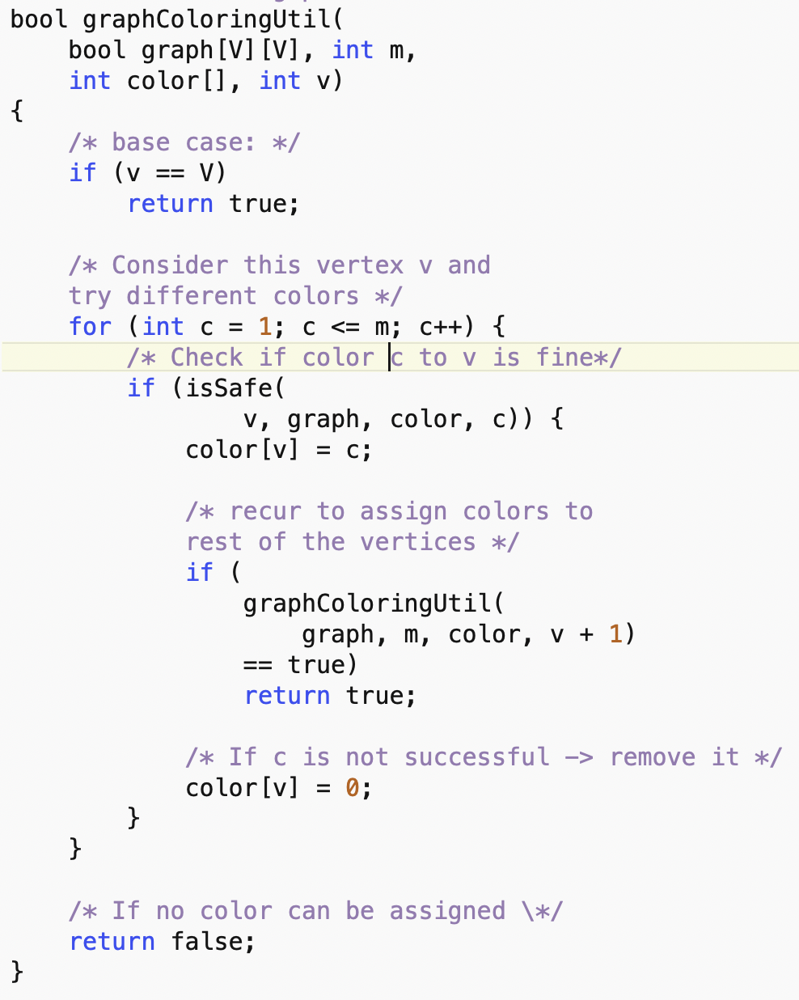 bool graphColoringUtil(
    bool graph[V][V], int m,
    int color[], int v)
{
    /* base case: */
    if (v == V)
        return true;

    /* Consider this vertex v and
    try different colors */
    for (int c = 1; c <= m; c++) {
        /* Check if color c to v is fine*/
        if (isSafe(
                v, graph, color, c)) {
            color[v] = c;

            /* recur to assign colors to
            rest of the vertices */
            if (
                graphColoringUtil(
                    graph, m, color, v + 1)
                == true)
                return true;

            /* If c is not successful -> remove it */
            color[v] = 0;
        }
    }

    /* If no color can be assigned \*/
    return false;
}